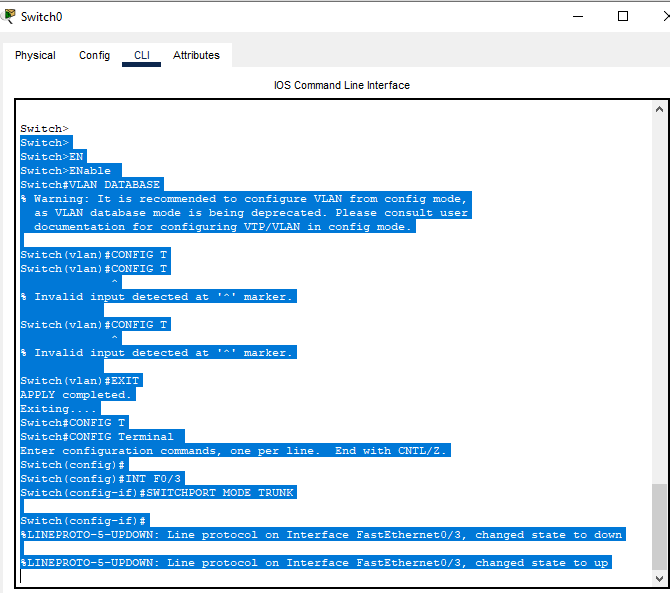 Switch0
Physical Config CLI Attributes
IOS Command Line Interface
Switch>
Switch>
Switch>EN
Switch>ENable
Switch#VLAN DATABASE
% Warning: It is recommended to configure VLAN from config mode,
as VLAN database mode is being deprecated. Please consult user
documentation for configuring VTP/VLAN in config mode.
Switch(vlan)#CONFIG T
Switch(vlan)#CONFIG T
^
% Invalid input detected at '^' marker.
Switch(vlan)#CONFIG T
^
% Invalid input detected at '^' marker.
Switch(vlan)#EXIT
APPLY completed.
Exiting....
Switch#CONFIG T
Switch#CONFIG Terminal
Enter configuration commands, one per line.  End with CNTL/Z.
Switch(config)#
Switch(config)#INT F0/3
Switch(config-if)#SWITCHPORT MODE TRUNK
Switch(config-if)#
%LINEPROTO-5-UPDOWN: Line protocol on Interface FastEthernet0/3, changed state to down
%LINEPROTO-5-UPDOWN: Line protocol on Interface FastEthernet0/3, changed state to up